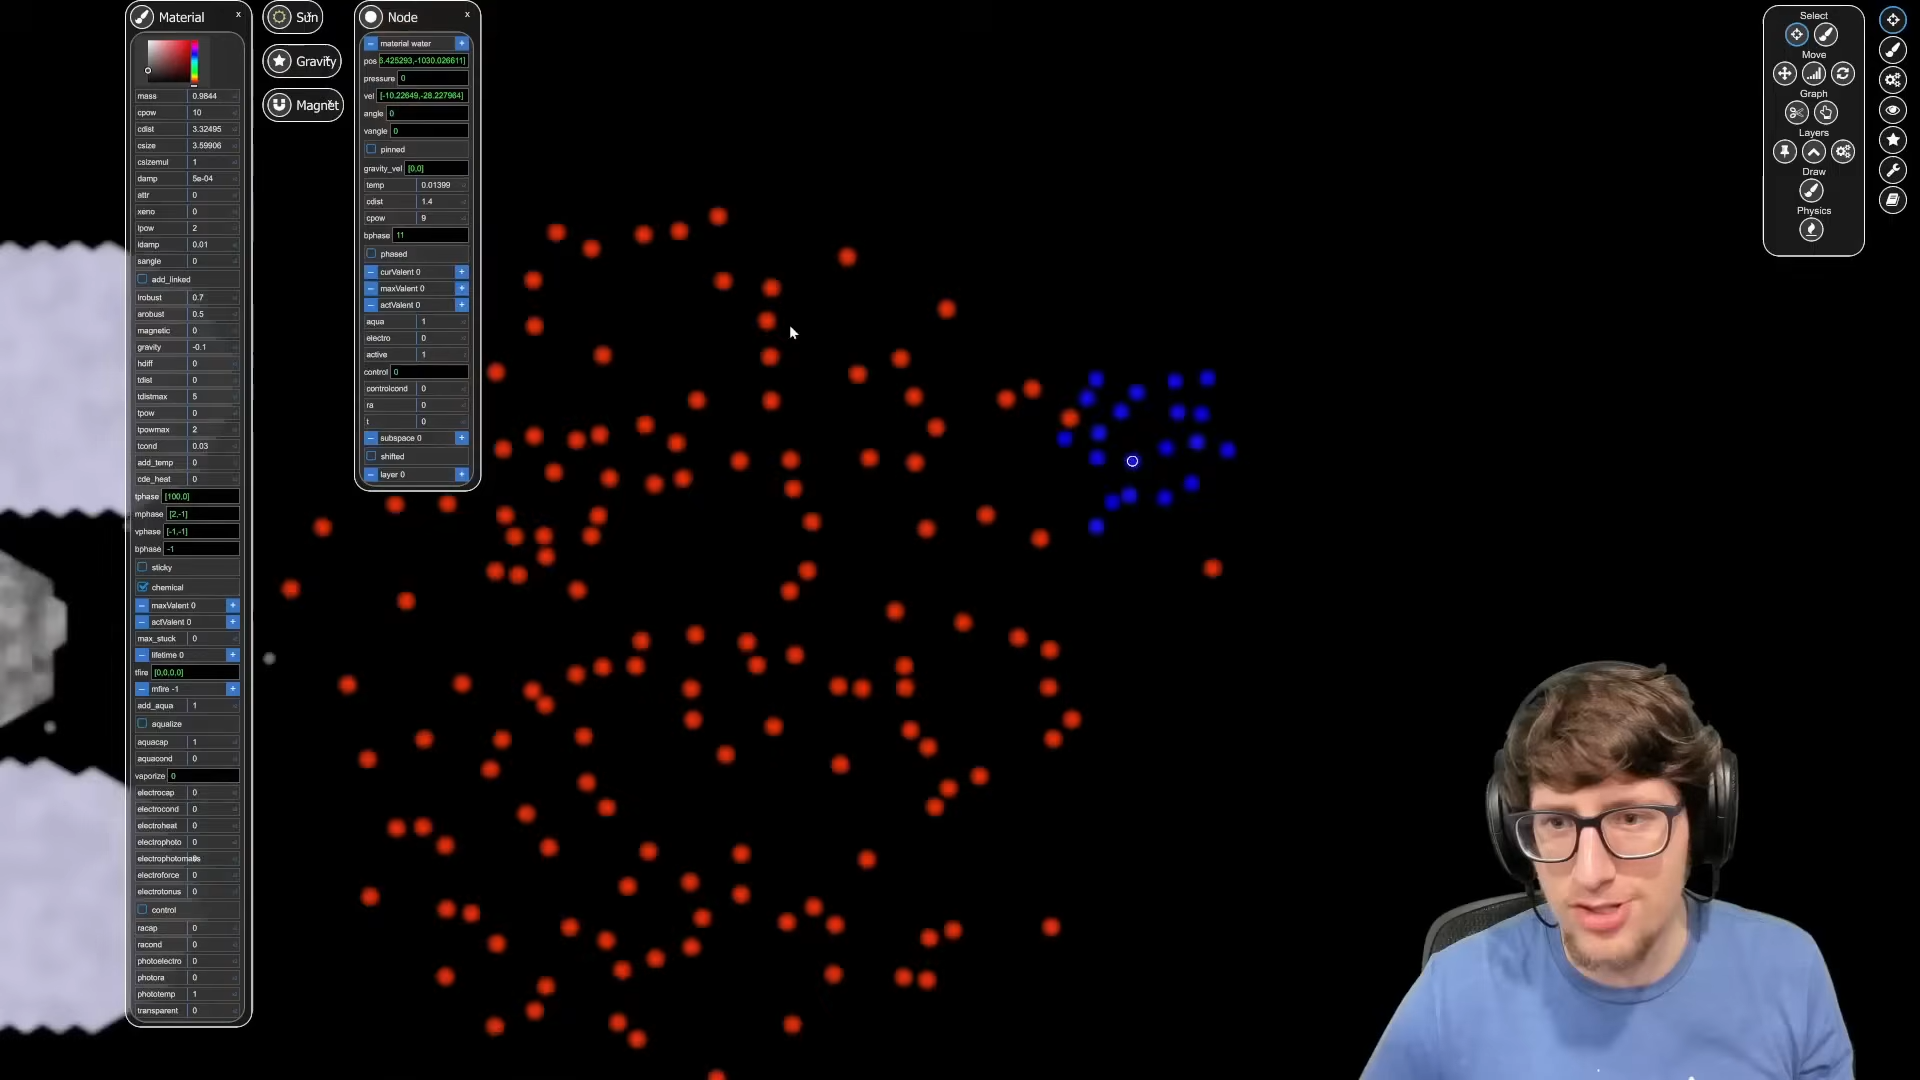 Material
x
mass 0.9844
cpow 10
cdist 3.32495
csize 3.59906
csizemul 1
damp 5e-04
attr 0
xeno 0
lpow 2
ldamp 0.01
sangle 0
add_linked
lrobust 0.7
arobust 0.5
magnetic 0
gravity -0.1
hdiff 0
tdist 0
tdistmax 5
tpow 0
tpowmax 2
tcond 0.03
add_temp 0
cde_heat 0
tphase [100,0]
mphase [2,-1]
vphase [-1,-1]
bphase -1
sticky
chemical
− maxValent 0 +
− actValent 0 +
max_stuck 0
− lifetime 0 +
tfire [0,0,0,0]
− mfire -1 +
add_aqua 1
aqualize
aquacap 1
aquacond 0
vaporize 0
electrocap 0
electrocond 0
electroheat 0
electrophoto 0
electroforce 0
electrotonus 0
control
racap 0
racond 0
photoelectro 0
photora 0
phototemp 1
transparent 0
Sun
Gravity
Magnet
Node
x
− material water +
pos 6.425293,-1030.026611]
pressure 0
vel [-10.22649,-28.227964]
angle 0
vangle 0
pinned
gravity_vel [0,0]
temp 0.01399
cdist 1.4
cpow 9
bphase 11
phased
− curValent 0 +
− maxValent 0 +
− actValent 0 +
aqua 1
electro 0
active 1
control 0
controlcond 0
ra 0
t 0
− subspace 0 +
shifted
− layer 0 +
Select
Move
Graph
Layers
Draw
Physics